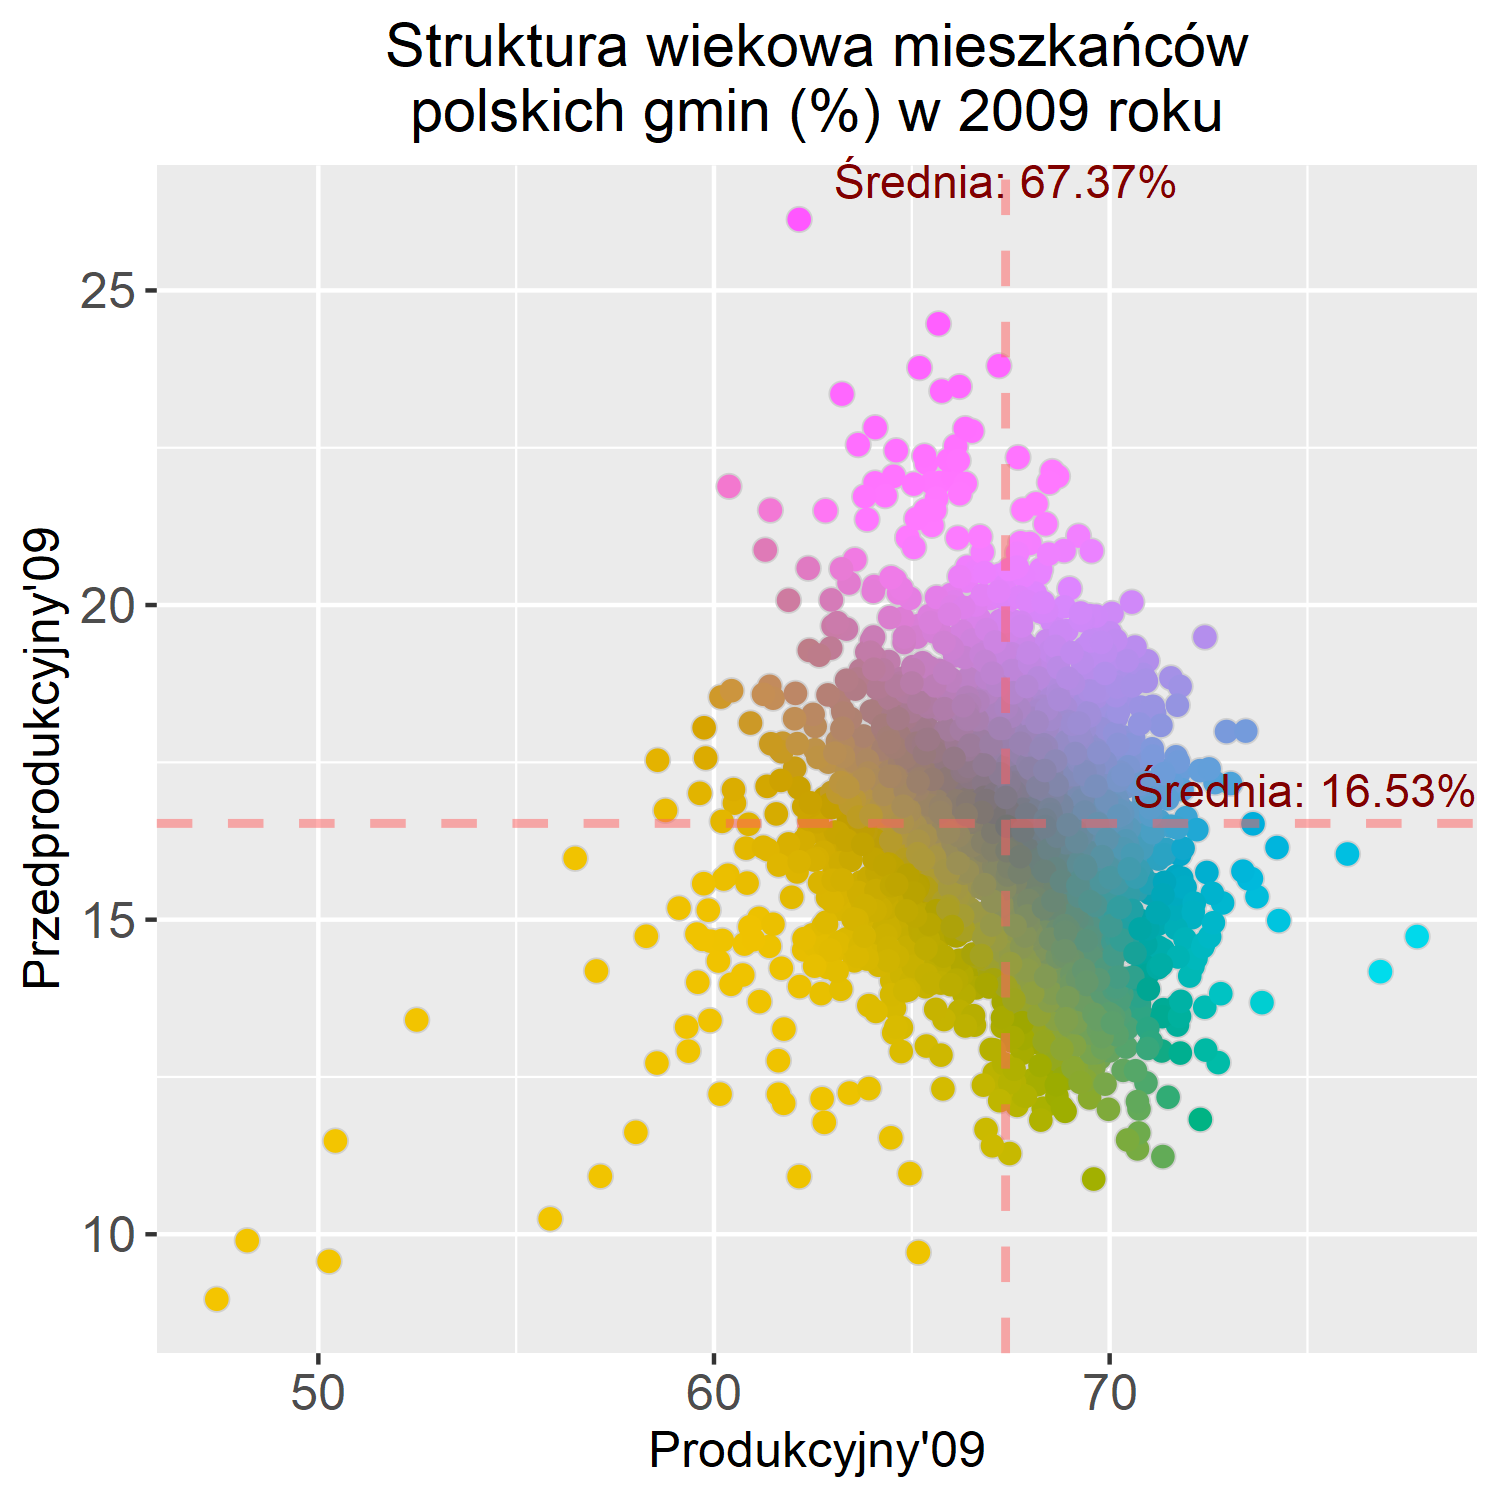 Struktura wiekowa mieszkańców
polskich gmin (%) w 2009 roku
Średnia: 67.37%
25
20
Średnia: 16.53%
15
10
Przedprodukcyjny'09
50 60 70
Produkcyjny'09